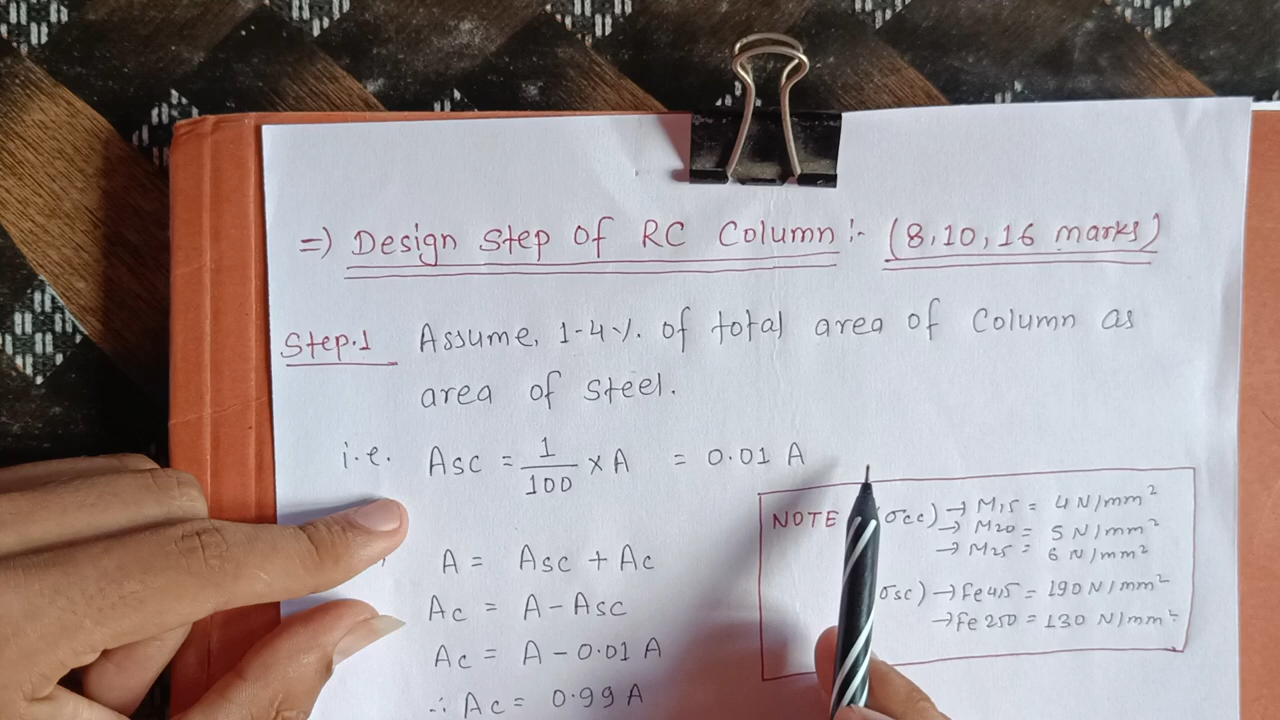 =) Design Step of RC Column :- (8,10,16 marks)
Step.1 Assume, 1-4%. of total area of Column as
area of Steel.
i.e. Asc = 1/100 × A = 0.01 A
A = Asc + Ac
Ac = A - Asc
Ac = A - 0.01 A
∴ Ac = 0.99 A
NOTE σcc) → M15 = 4 N/mm²
→ M20 = 5 N/mm²
→ M25 = 6 N/mm²
σsc) → Fe415 = 190 N/mm²
→ Fe 250 = 130 N/mm²